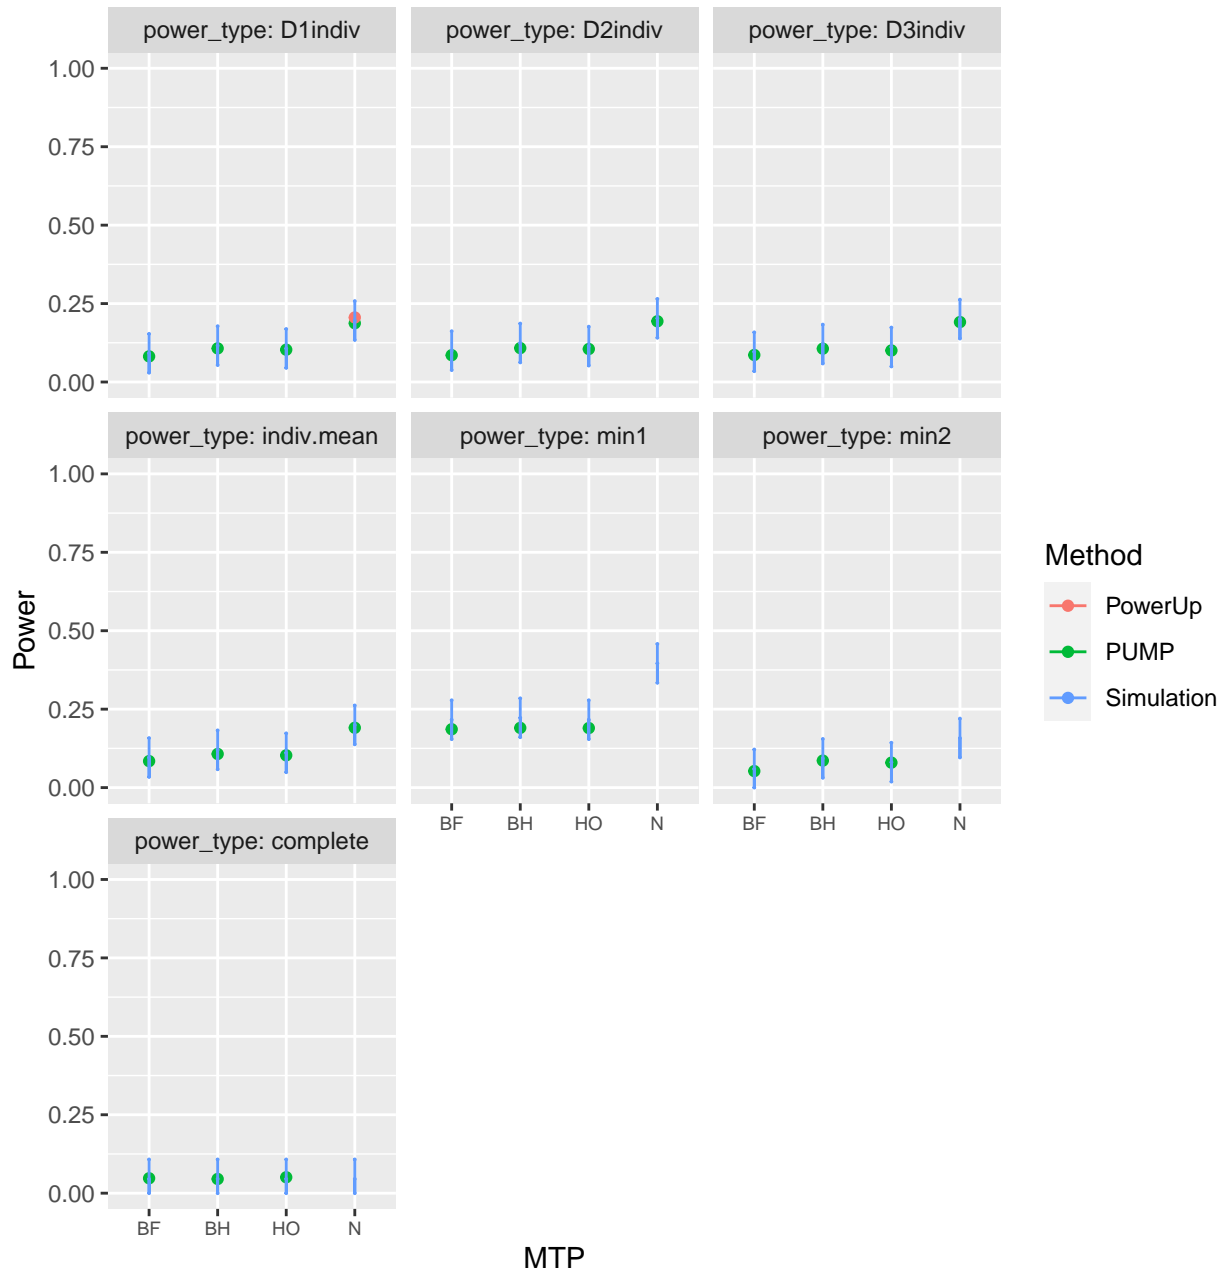 power_type: D1indiv power_type: D2indiv power_type: D3indiv
1.00
0.75
0.50
0.25
0.00
power_type: indiv.mean power_type: min1 power_type: min2
1.00
0.75
0.50
0.25
0.00
BF BH HO N BF BH HO N
power_type: complete
1.00
0.75
0.50
0.25
0.00
BF BH HO N
MTP
Power
Method
PowerUp
PUMP
Simulation